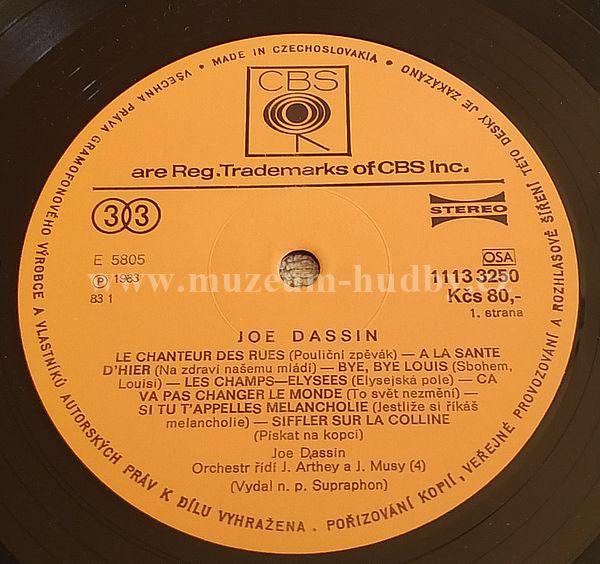 VŠECHNA PRÁVA GRAMOFONOVÉHO VÝROBCE A VLASTNÍKŮ AUTORSKÝCH PRÁV K DÍLU VYHRAŽENA . POŘIZOVÁNÍ KOPIÍ, VEŘEJNÉ PROVOZOVÁNÍ A ROZHLASOVÉ ŠÍŘENÍ TÉTO DESKY JE ZAKÁZÁNO
• MADE IN CZECHOSLOVAKIA •
CBS
are Reg. Trademarks of CBS Inc.
33
STEREO
E 5805
OSA
℗ 1983
1113 3250
83 1
Kčs 80,-
1. strana
www.muzeum-hudby.cz
JOE DASSIN
LE CHANTEUR DES RUES (Pouliční zpěvák) — A LA SANTE
D'HIER (Na zdraví našemu mládí) — BYE, BYE LOUIS (Sbohem,
Louisi) — LES CHAMPS—ELYSEES (Elysejská pole) — CA
VA PAS CHANGER LE MONDE (To svět nezmění) —
SI TU T'APPELLES MELANCHOLIE (Jestliže si říkáš
melancholie) — SIFFLER SUR LA COLLINE
(Pískat na kopci)
Joe Dassin
Orchestr řídí J. Arthey a J. Musy (4)
(Vydal n. p. Supraphon)